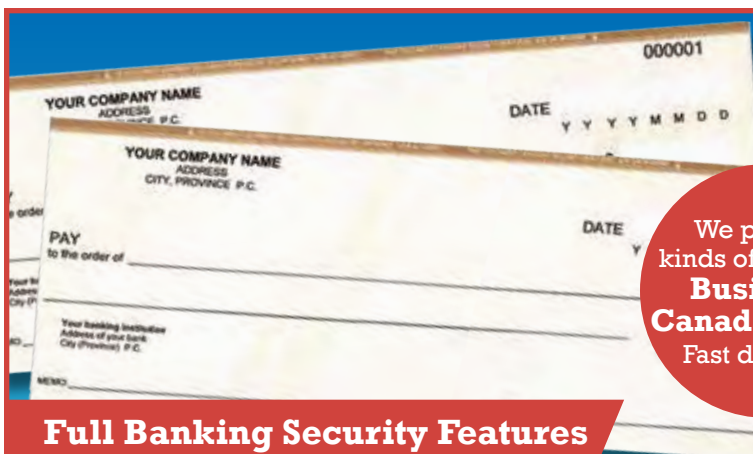 000001
YOUR COMPANY NAME
ADDRESS
P.C.
DATE
Y Y Y Y M M D D
YOUR COMPANY NAME
ADDRESS
CITY, PROVINCE P.C.
DATE
Y
PAY
to the order of
Your banking institution
Address of your bank
City (Province) P.C.
MEMO
We p
kinds of
Busi
Canad
Fast d
Full Banking Security Features